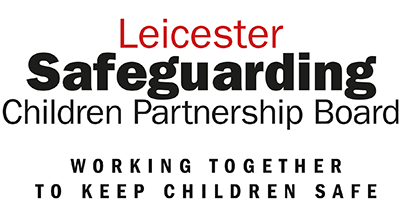 Leicester
Safeguarding
Children Partnership Board
WORKING TOGETHER
TO KEEP CHILDREN SAFE